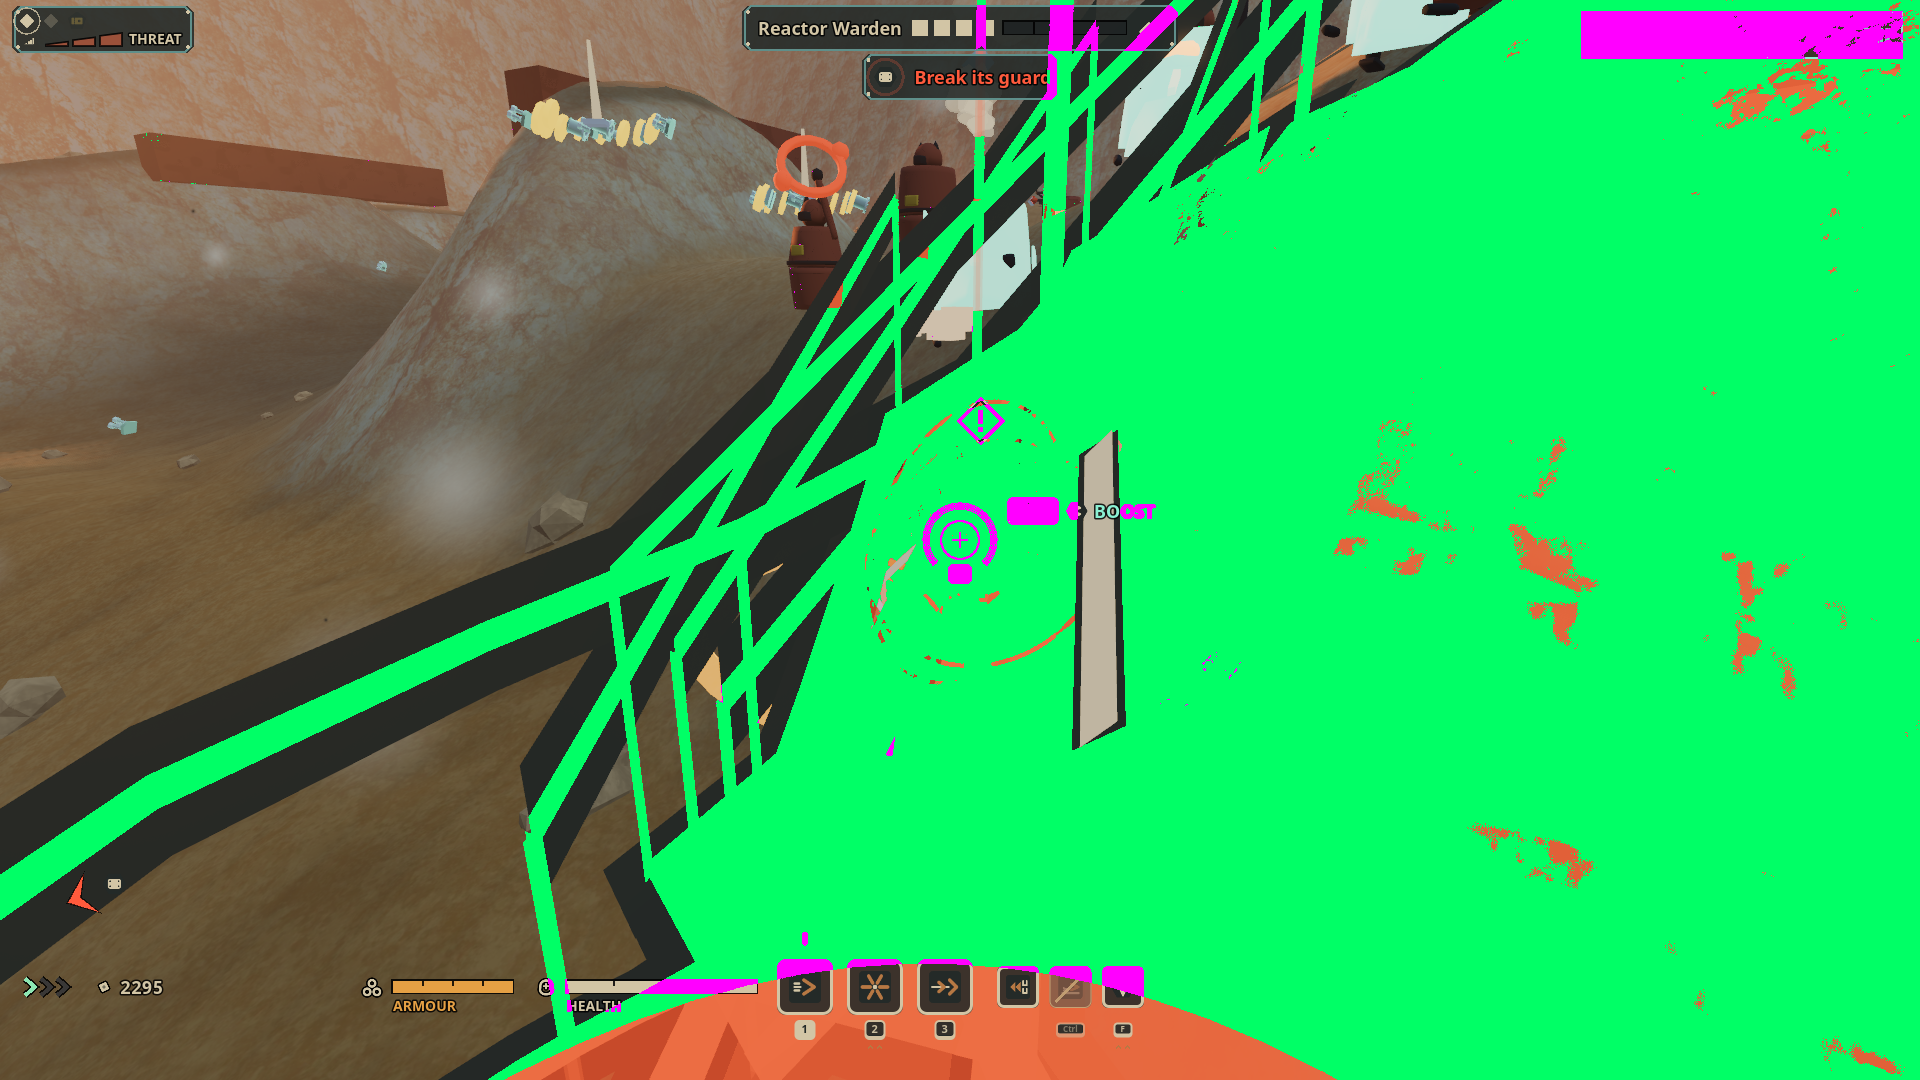 THREAT
Reactor Warden
Break its guard
BOOST
2295
ARMOUR
HEALTH
1
2
3
Ctrl
F